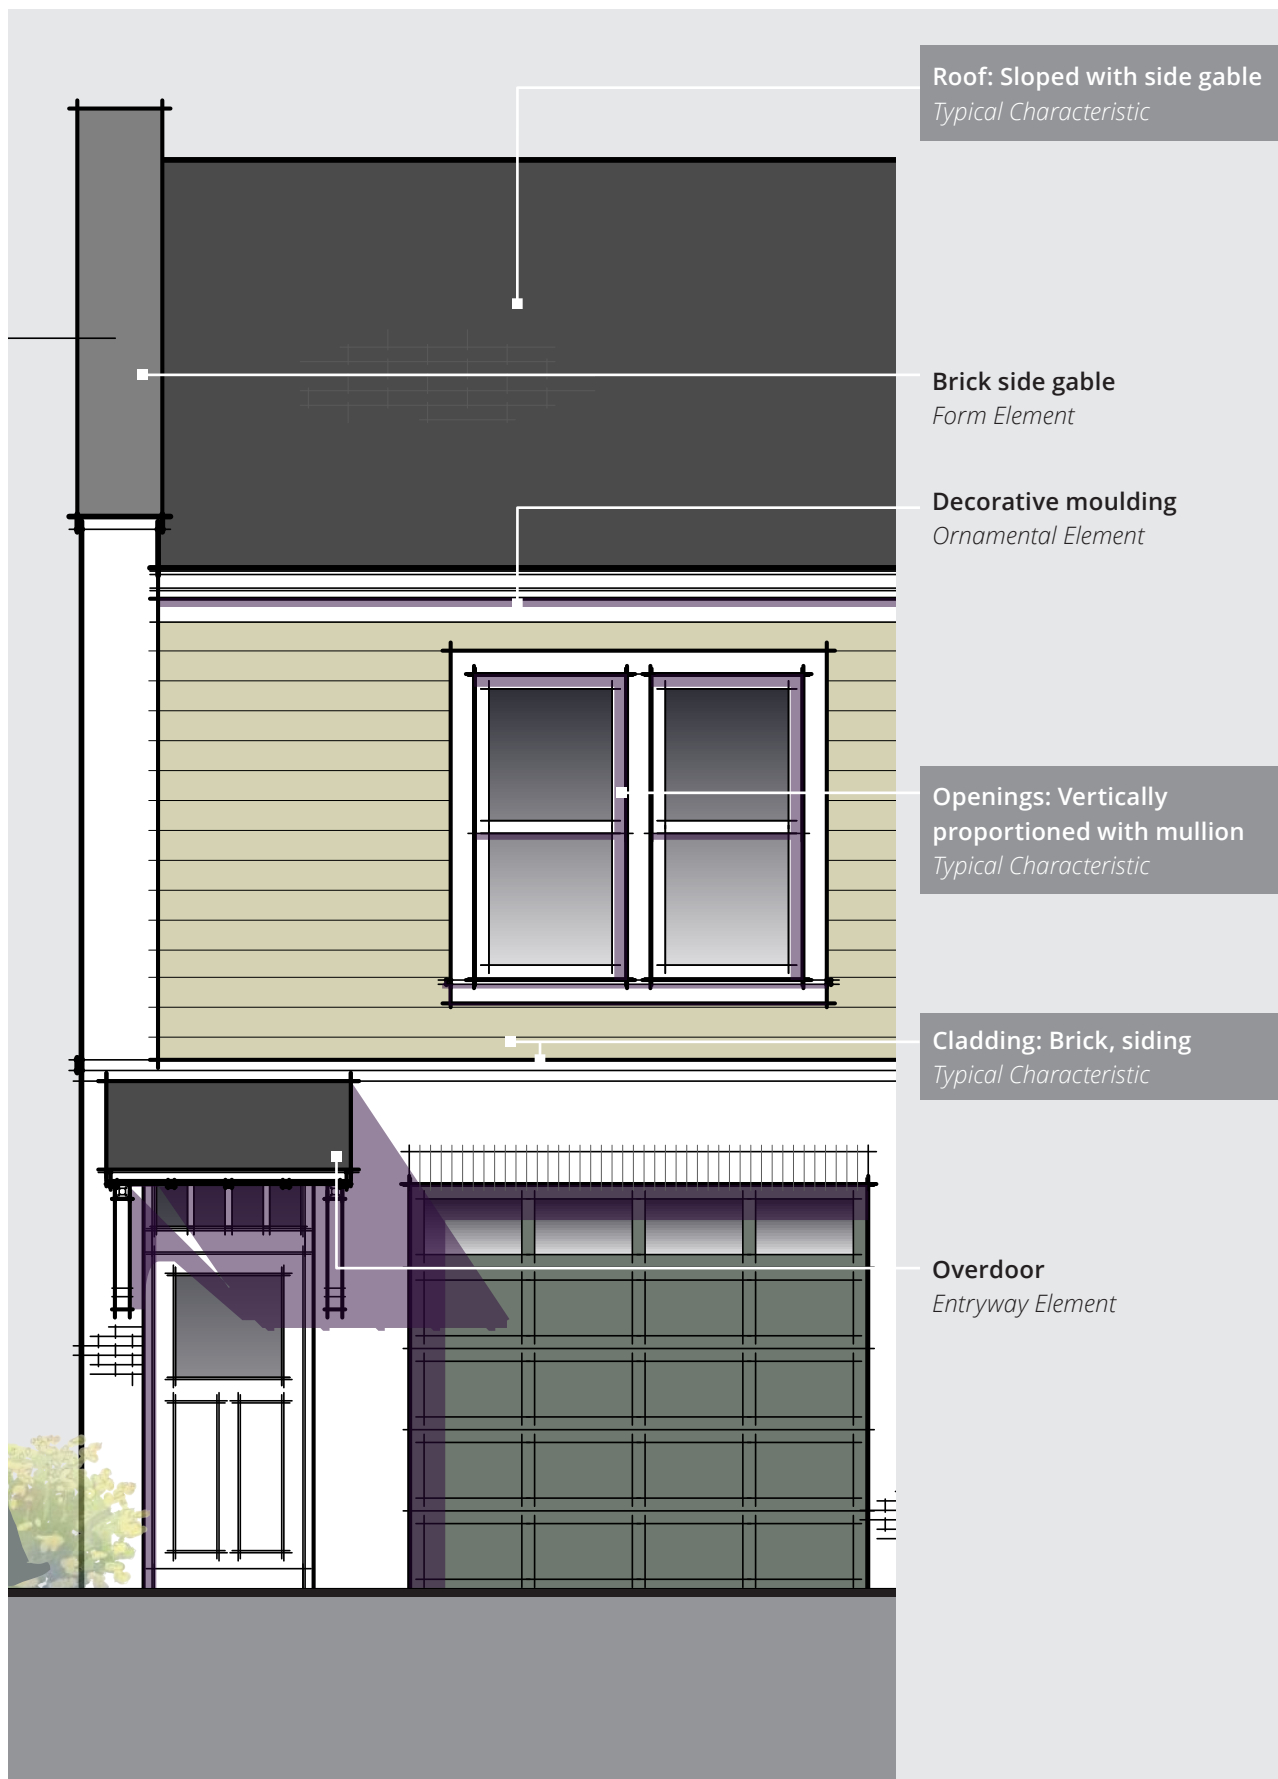 Roof: Sloped with side gable
Typical Characteristic
Brick side gable
Form Element
Decorative moulding
Ornamental Element
Openings: Vertically
proportioned with mullion
Typical Characteristic
Cladding: Brick, siding
Typical Characteristic
Overdoor
Entryway Element